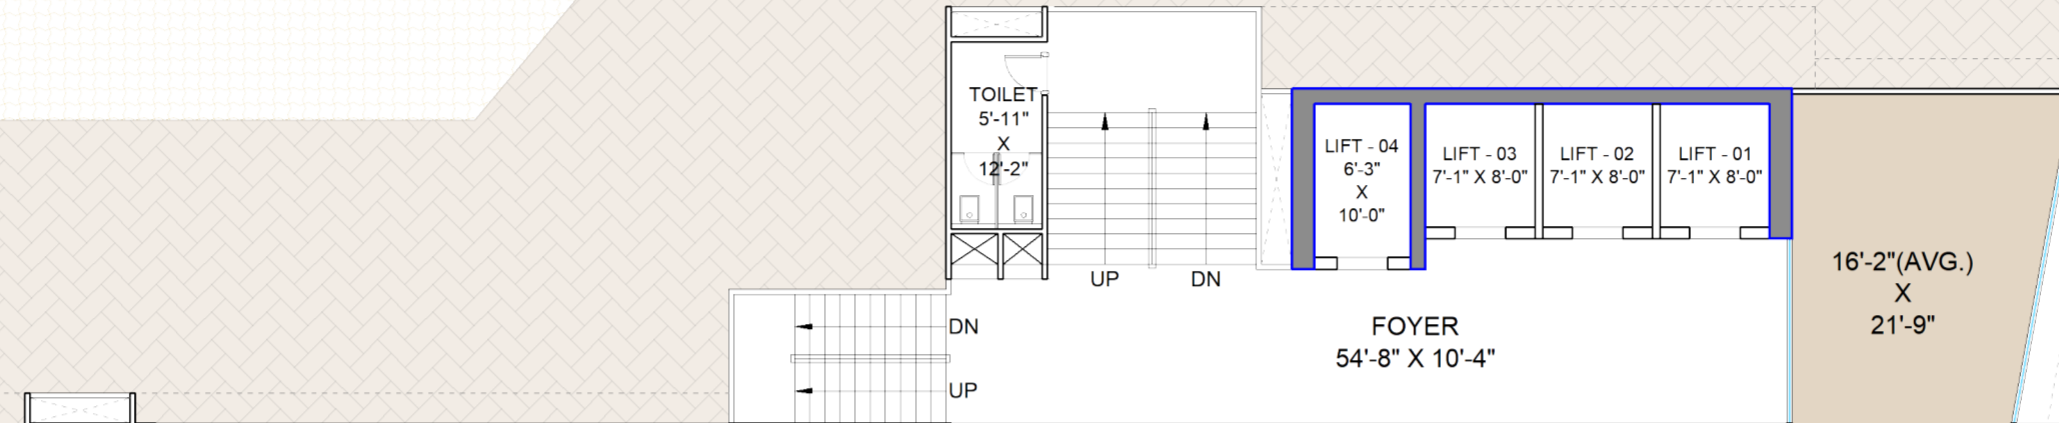 TOILET
5'-11"
X
12'-2"
UP
DN
LIFT - 04
6'-3"
X
10'-0"
LIFT - 03
7'-1" X 8'-0"
LIFT - 02
7'-1" X 8'-0"
LIFT - 01
7'-1" X 8'-0"
16'-2"(AVG.)
X
21'-9"
DN
UP
FOYER
54'-8" X 10'-4"